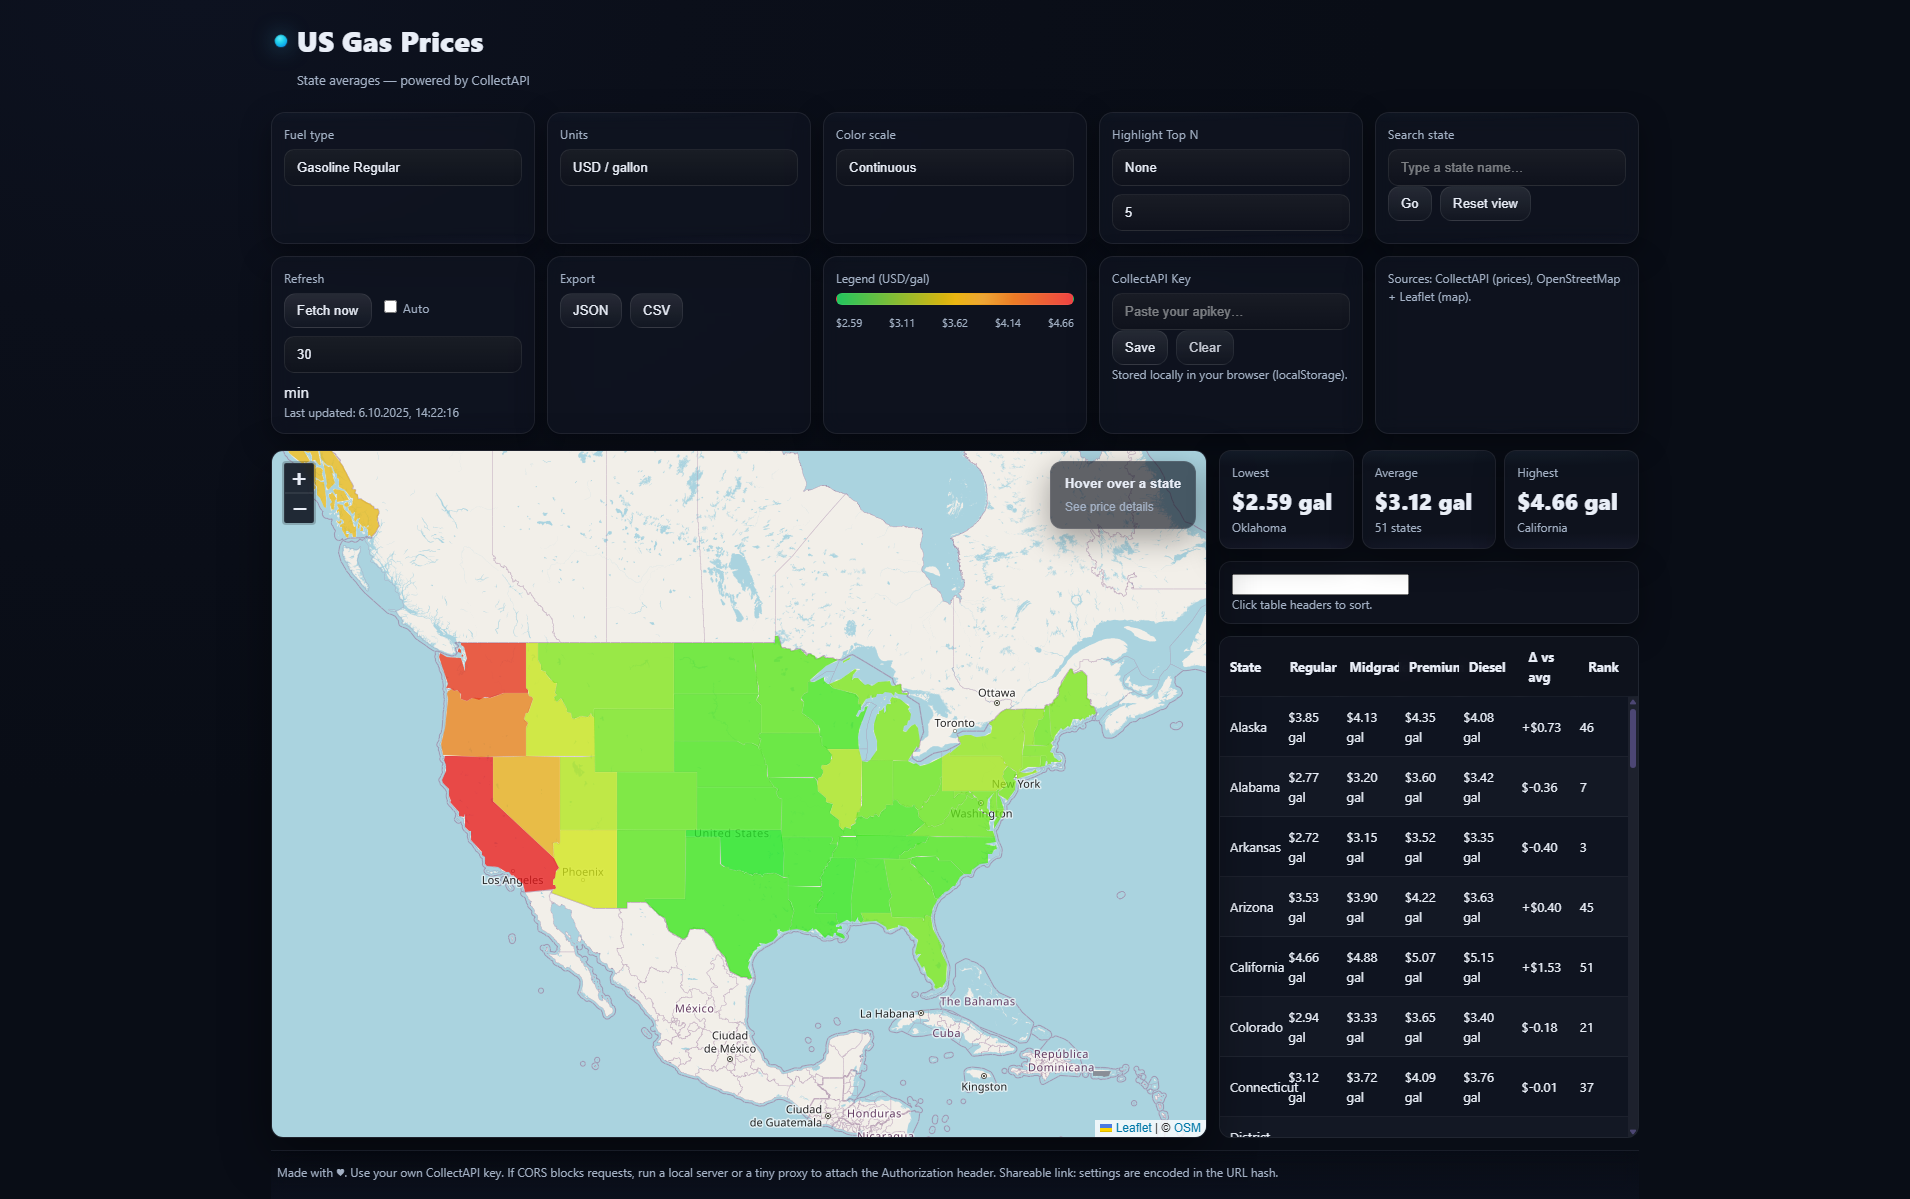 US Gas Prices
State averages — powered by CollectAPI
Fuel type
Gasoline Regular
Units
USD / gallon
Color scale
Continuous
Highlight Top N
None
5
Search state
Type a state name...
Go
Reset view
Refresh
Fetch now
Auto
30
min
Last updated: 6.10.2025, 14:22:16
Export
JSON
CSV
Legend (USD/gal)
$2.59 $3.11 $3.62 $4.14 $4.66
CollectAPI Key
Paste your apikey...
Save
Clear
Stored locally in your browser (localStorage).
Sources: CollectAPI (prices), OpenStreetMap
+ Leaflet (map).
+
−
Hover over a state
See price details
Ottawa
Toronto
New York
Washington
United States
Phoenix
Los Angeles
México
Ciudad
de México
La Habana
The Bahamas
Cuba
República
Dominicana
Kingston
Ciudad
de Guatemala
Honduras
Nicaragua
Leaflet | © OSM
Lowest
$2.59 gal
Oklahoma
Average
$3.12 gal
51 states
Highest
$4.66 gal
California
Click table headers to sort.
State Regular Midgrad Premiun Diesel Δ vs avg Rank
Alaska $3.85 gal $4.13 gal $4.35 gal $4.08 gal +$0.73 46
Alabama $2.77 gal $3.20 gal $3.60 gal $3.42 gal $-0.36 7
Arkansas $2.72 gal $3.15 gal $3.52 gal $3.35 gal $-0.40 3
Arizona $3.53 gal $3.90 gal $4.22 gal $3.63 gal +$0.40 45
California $4.66 gal $4.88 gal $5.07 gal $5.15 gal +$1.53 51
Colorado $2.94 gal $3.33 gal $3.65 gal $3.40 gal $-0.18 21
Connecticut $3.12 gal $3.72 gal $4.09 gal $3.76 gal $-0.01 37
District
Made with ♥. Use your own CollectAPI key. If CORS blocks requests, run a local server or a tiny proxy to attach the Authorization header. Shareable link: settings are encoded in the URL hash.